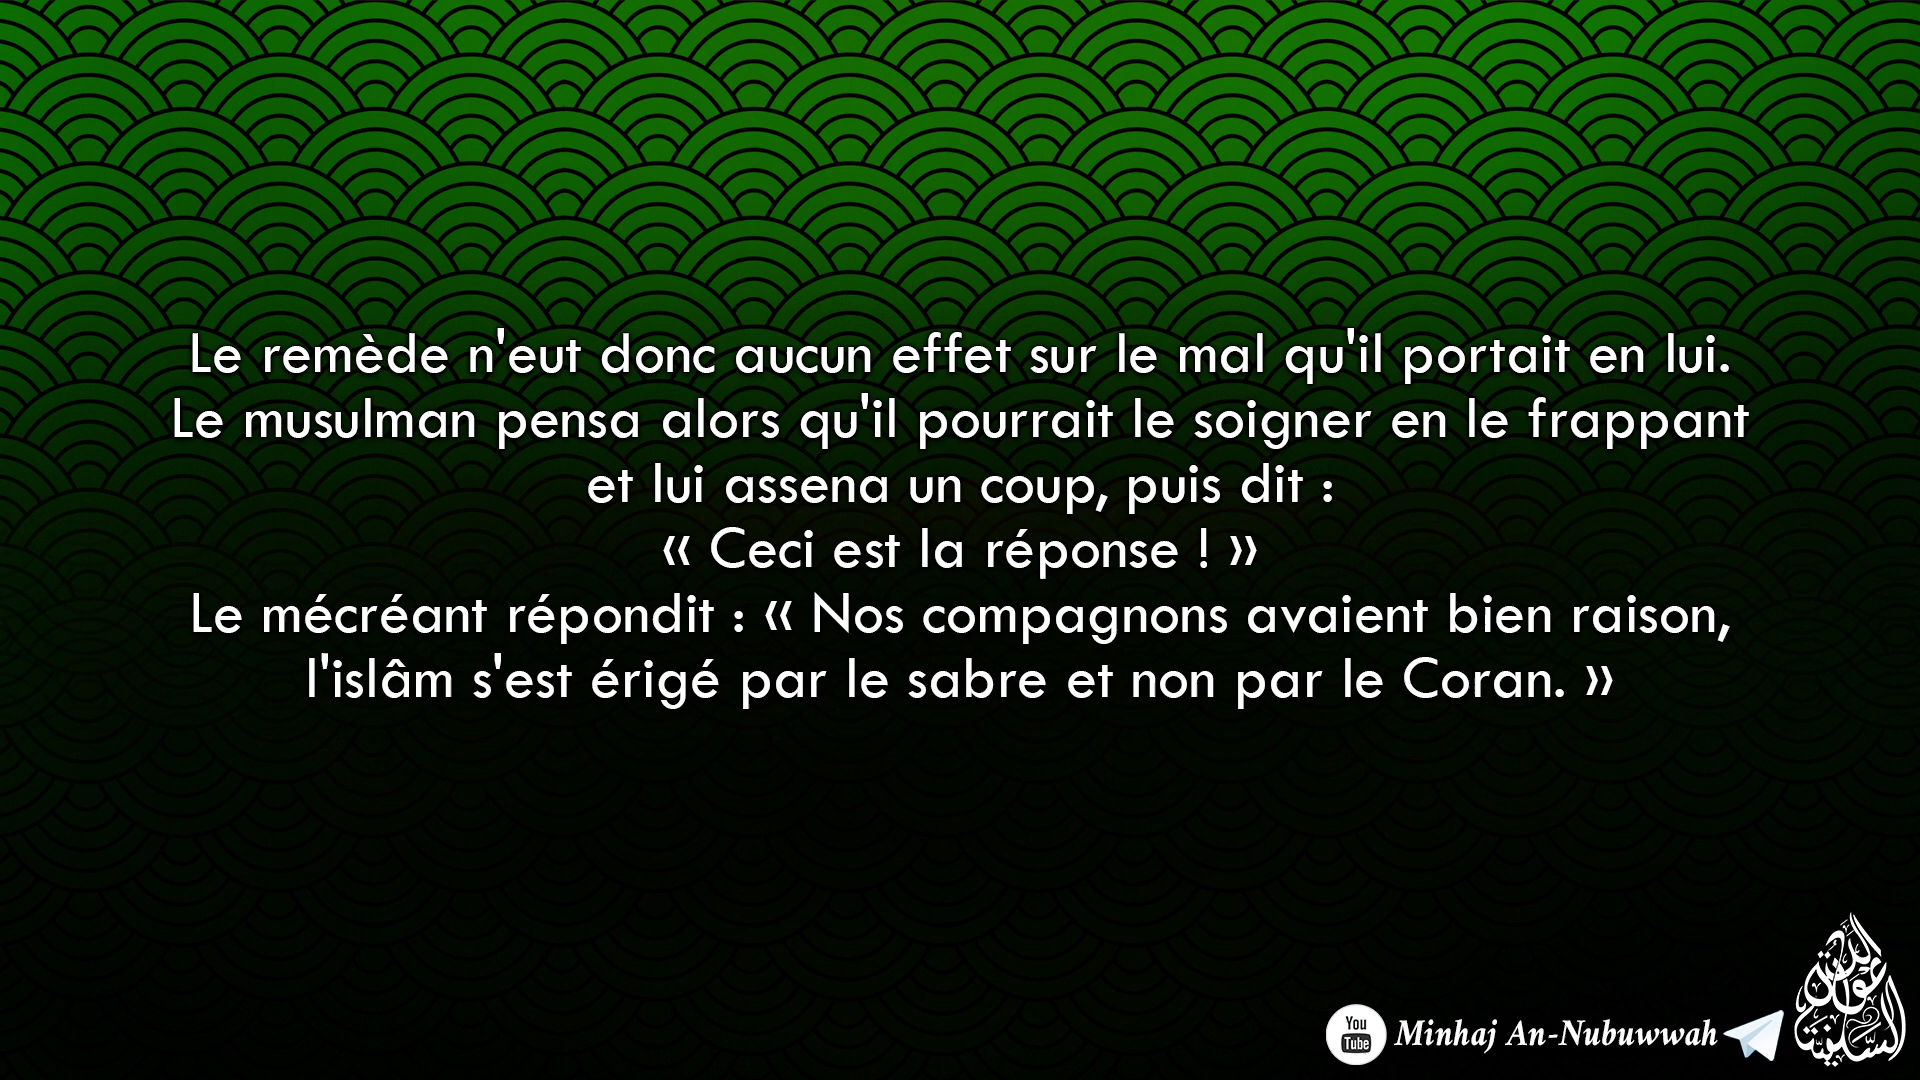 Le remède n'eut donc aucun effet sur le mal qu'il portait en lui.
Le musulman pensa alors qu'il pourrait le soigner en le frappant
et lui assena un coup, puis dit :
« Ceci est la réponse ! »
Le mécréant répondit : « Nos compagnons avaient bien raison,
l'islâm s'est érigé par le sabre et non par le Coran. »
You
Tube
Minhaj An-Nubuwwah